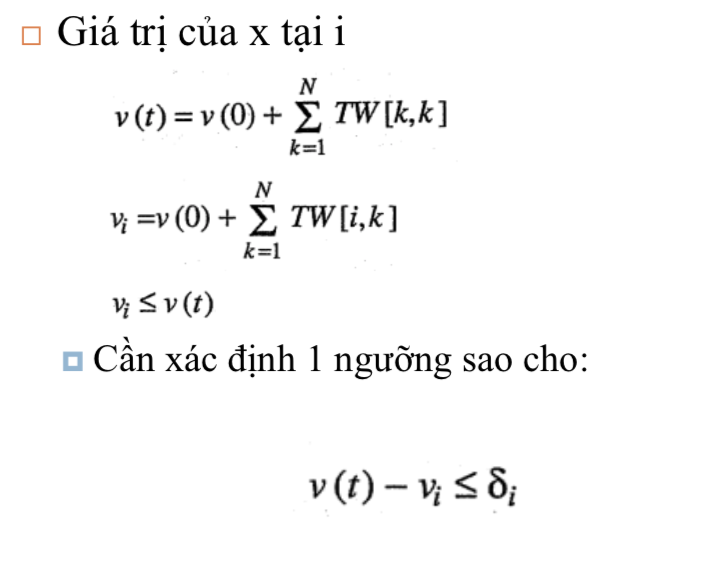 Giá trị của x tại i
v(t) = v(0) + ∑_{k=1}^{N} TW[k,k]
v_i = v(0) + ∑_{k=1}^{N} TW[i,k]
v_i ≤ v(t)
Cần xác định 1 ngưỡng sao cho:
v(t) − v_i ≤ δ_i